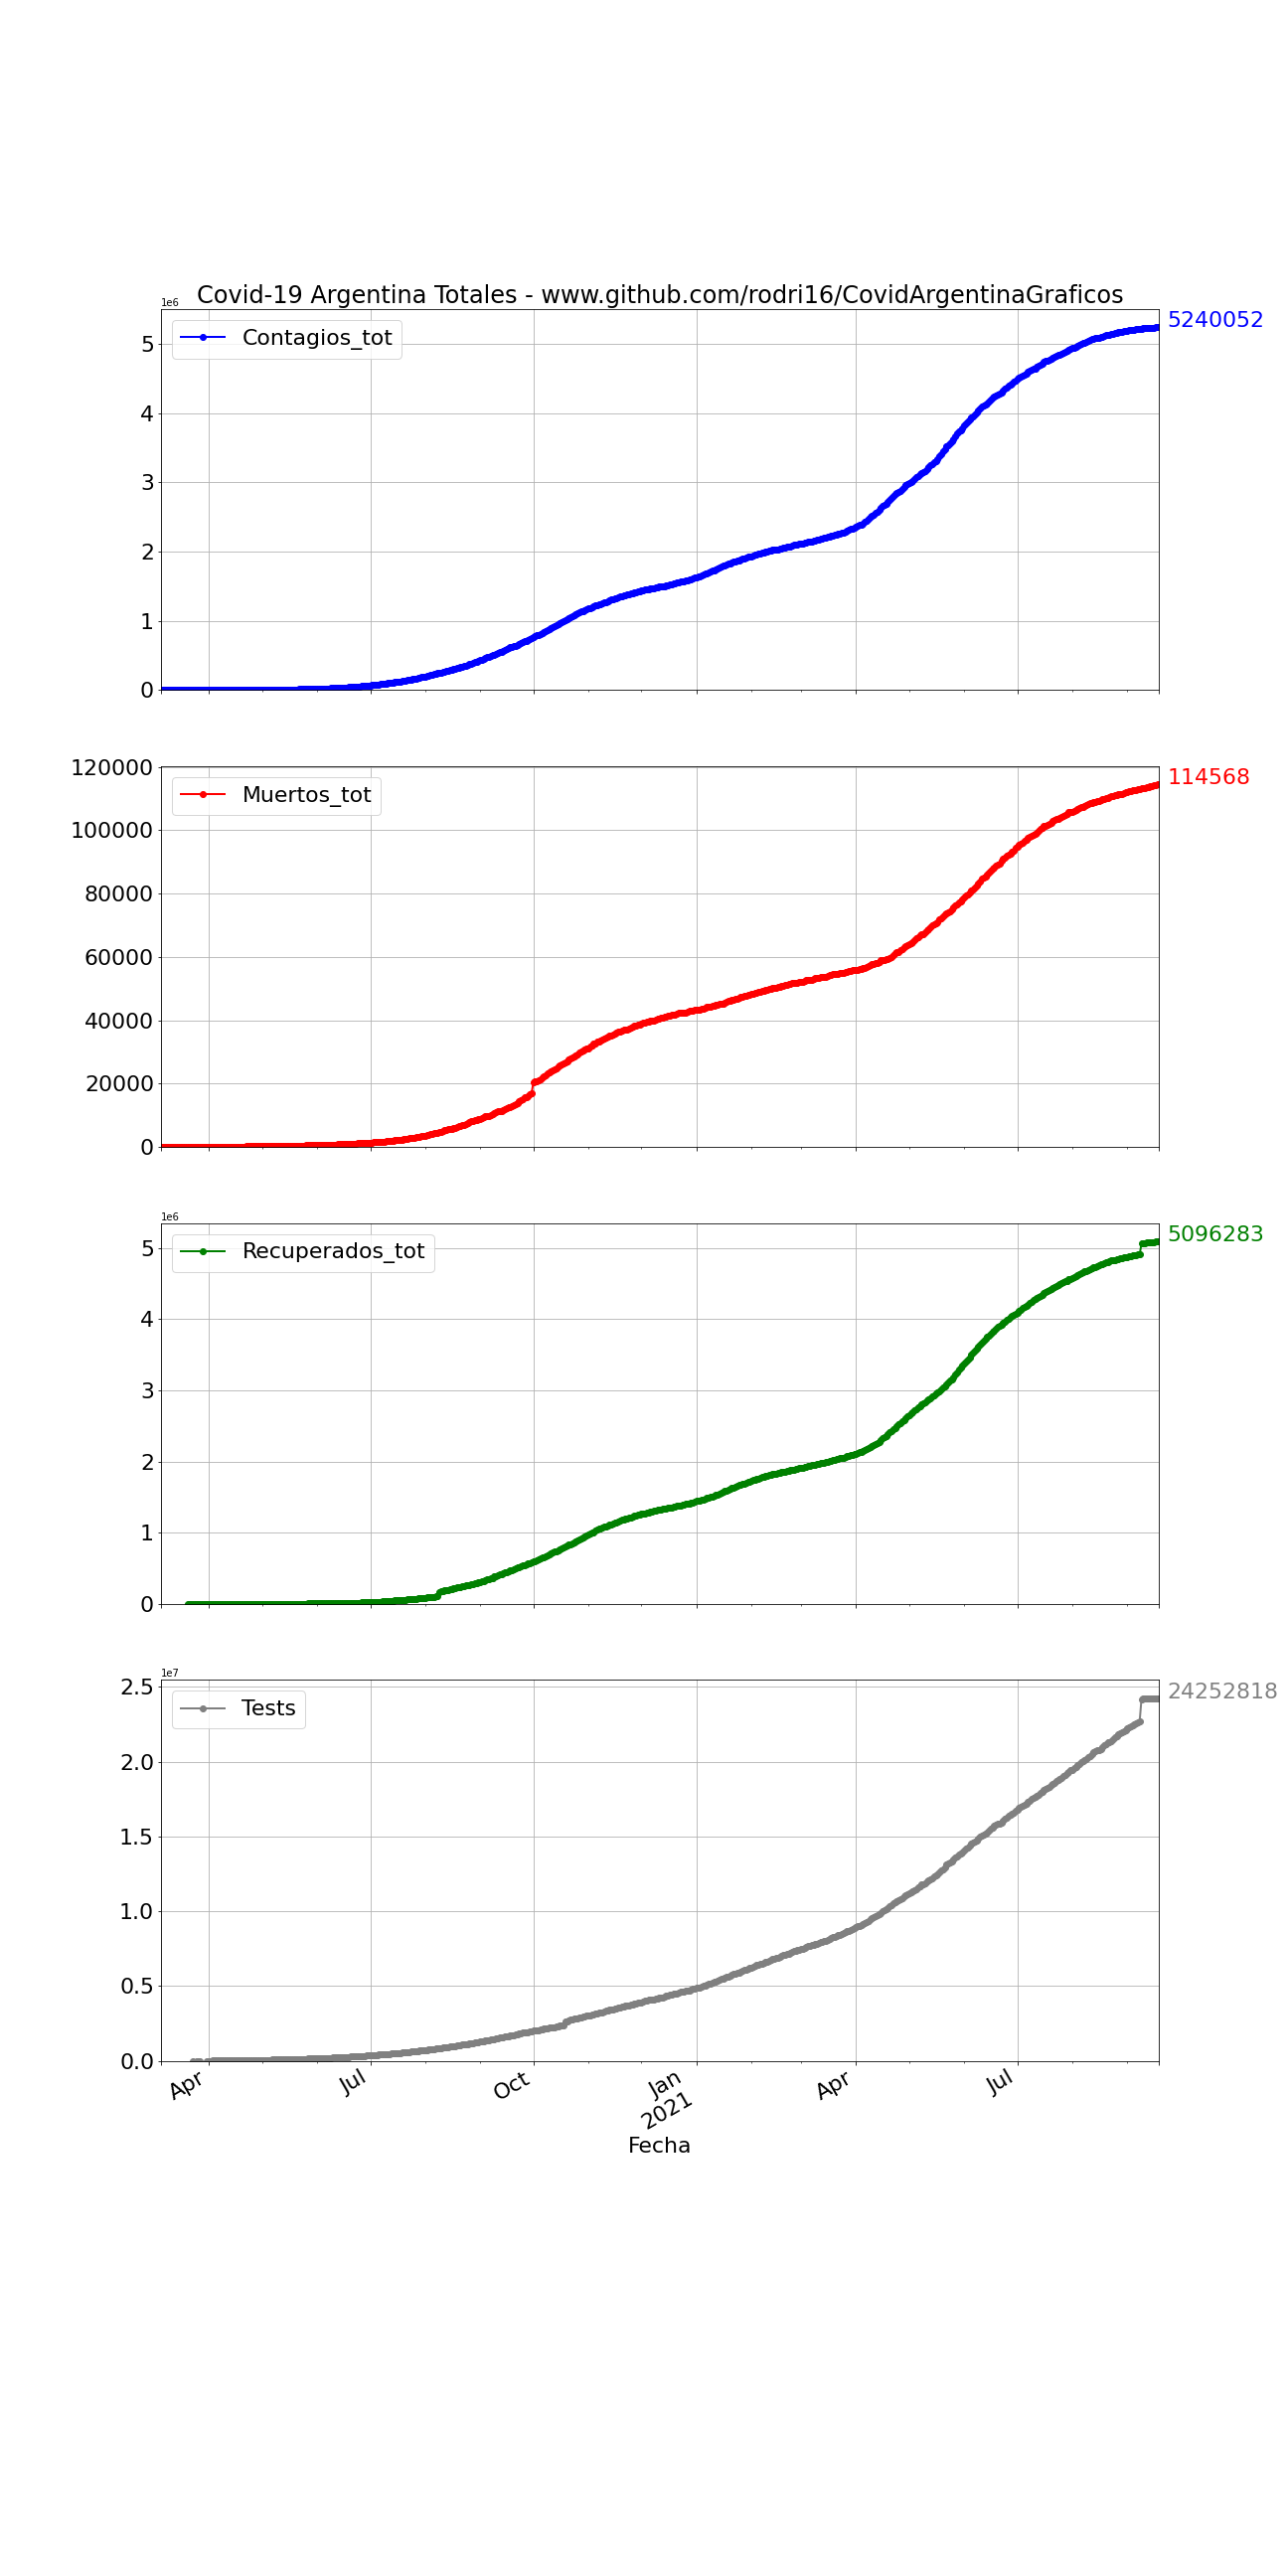 Covid-19 Argentina Totales - www.github.com/rodri16/CovidArgentinaGraficos
1e6
5240052
Contagios_tot
5
4
3
2
1
0
120000
114568
Muertos_tot
100000
80000
60000
40000
20000
0
1e6
5096283
Recuperados_tot
5
4
3
2
1
0
1e7
24252818
2.5
Tests
2.0
1.5
1.0
0.5
0.0
Apr
Jul
Oct
Jan
2021
Apr
Jul
Fecha